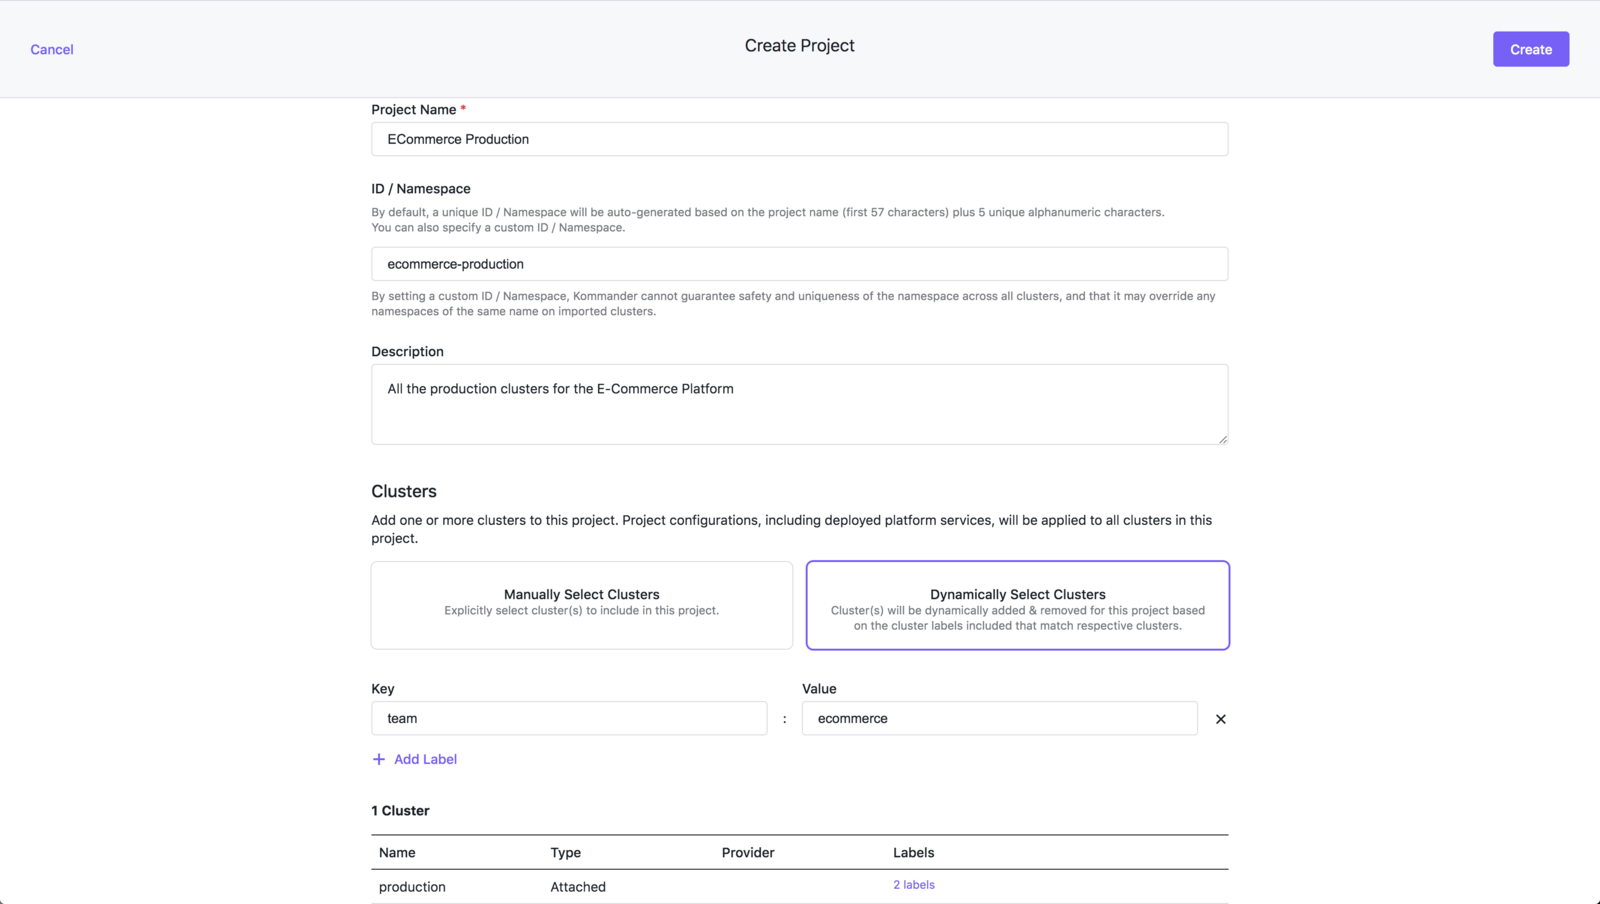 Cancel
Create Project
Create
Project Name *
ECommerce Production
ID / Namespace
By default, a unique ID / Namespace will be auto-generated based on the project name (first 57 characters) plus 5 unique alphanumeric characters.
You can also specify a custom ID / Namespace.
ecommerce-production
By setting a custom ID / Namespace, Kommander cannot guarantee safety and uniqueness of the namespace across all clusters, and that it may override any
namespaces of the same name on imported clusters.
Description
All the production clusters for the E-Commerce Platform
Clusters
Add one or more clusters to this project. Project configurations, including deployed platform services, will be applied to all clusters in this
project.
Manually Select Clusters
Explicitly select cluster(s) to include in this project.
Dynamically Select Clusters
Cluster(s) will be dynamically added & removed for this project based
on the cluster labels included that match respective clusters.
Key
Value
team : ecommerce
+ Add Label
1 Cluster
Name Type Provider Labels
production Attached 2 labels